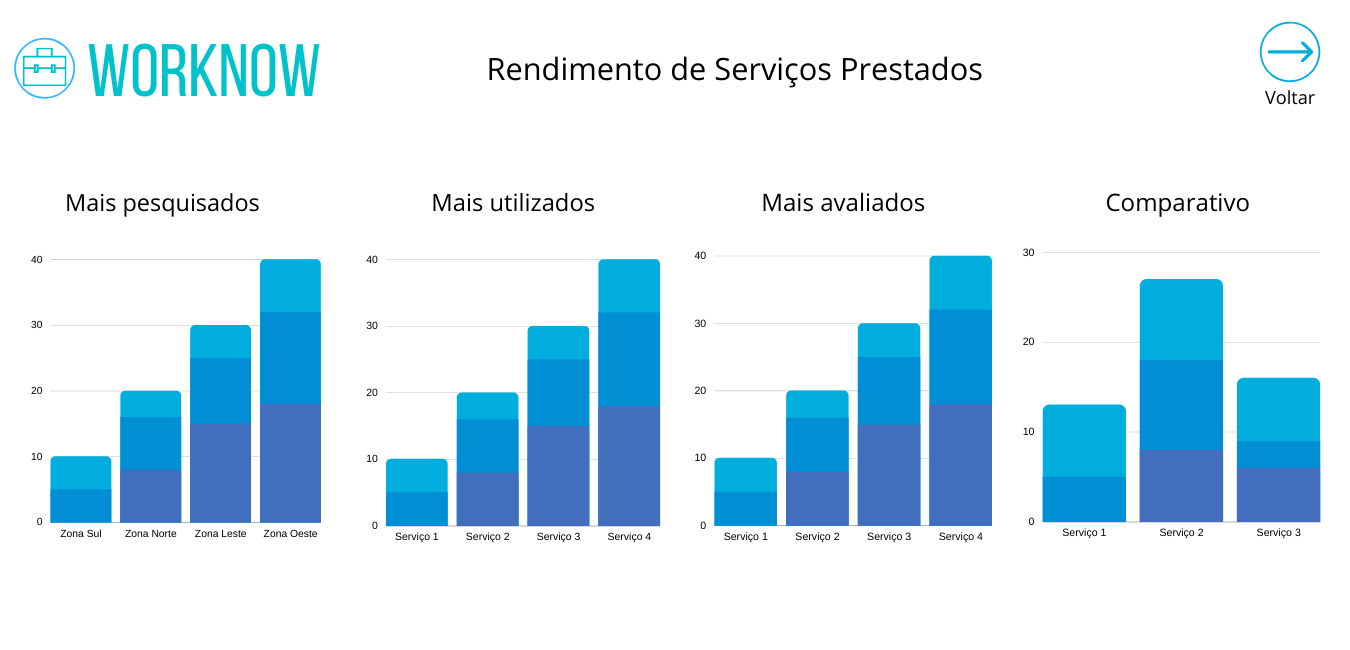 WORKNOW
Rendimento de Serviços Prestados
Voltar
Mais pesquisados
40
30
20
10
0
Zona Sul Zona Norte Zona Leste Zona Oeste
Mais utilizados
40
30
20
10
0
Serviço 1 Serviço 2 Serviço 3 Serviço 4
Mais avaliados
40
30
20
10
0
Serviço 1 Serviço 2 Serviço 3 Serviço 4
Comparativo
30
20
10
0
Serviço 1 Serviço 2 Serviço 3